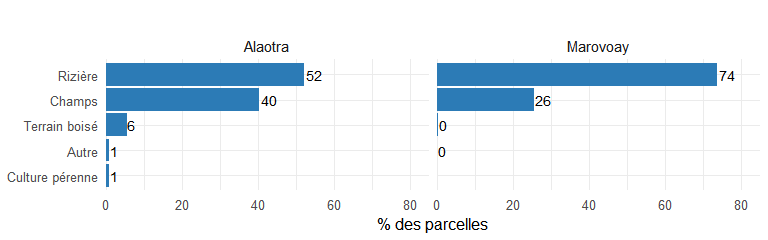 Alaotra Marovoay
Rizière 52 74
Champs 40 26
Terrain boisé 6 0
Autre 1 0
Culture pérenne 1
0 20 40 60 80 0 20 40 60 80
% des parcelles